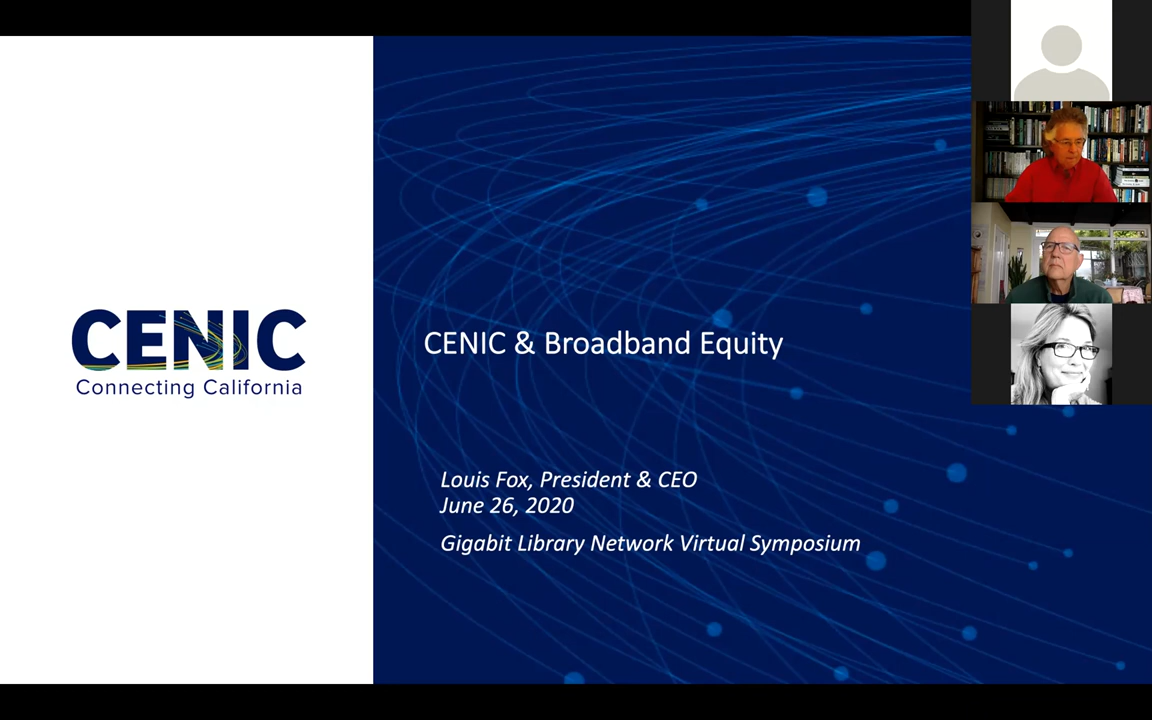 CENIC
Connecting California
CENIC & Broadband Equity
Louis Fox, President & CEO
June 26, 2020
Gigabit Library Network Virtual Symposium